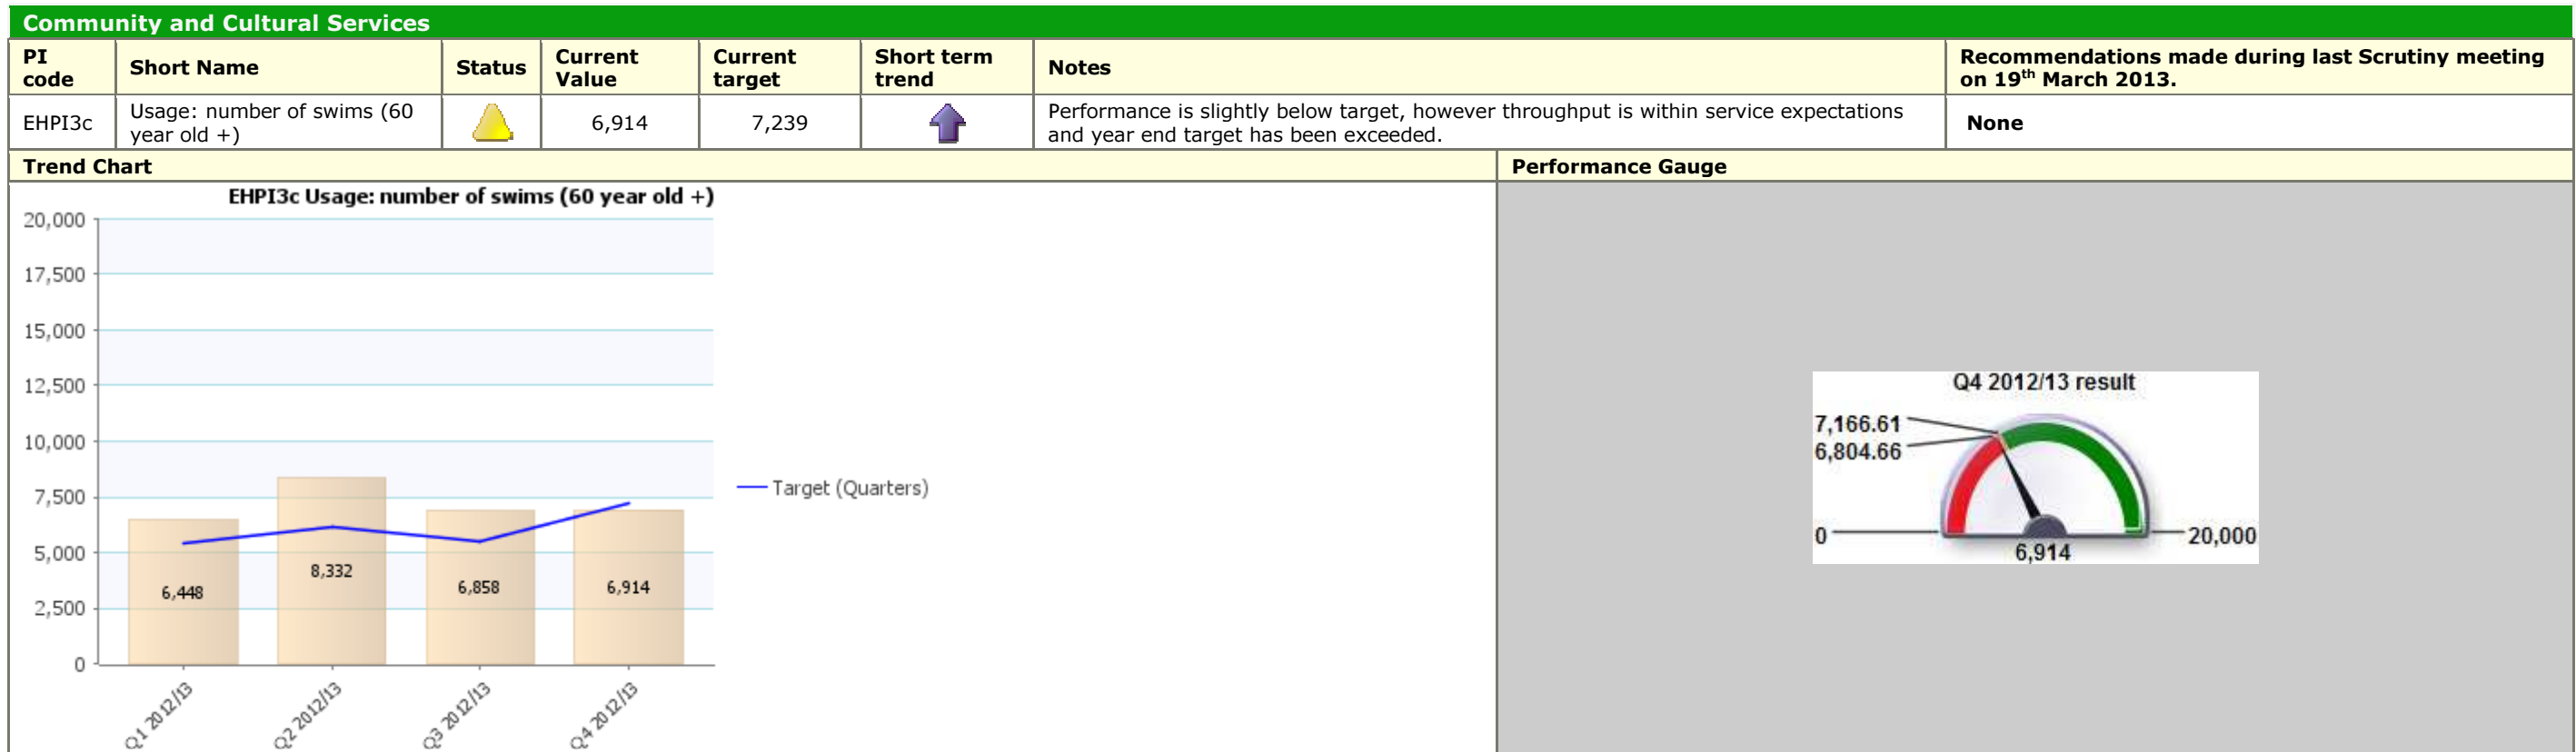 Community and Cultural Services
PI code
Short Name
Status
Current Value
Current target
Short term trend
Notes
Recommendations made during last Scrutiny meeting on 19th March 2013.
EHPI3c
Usage: number of swims (60 year old +)
6,914
7,239
Performance is slightly below target, however throughput is within service expectations and year end target has been exceeded.
None
Trend Chart
Performance Gauge
EHPI3c Usage: number of swims (60 year old +)
20,000
17,500
15,000
12,500
10,000
7,500
5,000
2,500
0
6,448
8,332
6,858
6,914
Q1 2012/13
Q2 2012/13
Q3 2012/13
Q4 2012/13
Target (Quarters)
Q4 2012/13 result
7,166.61
6,804.66
0
20,000
6,914